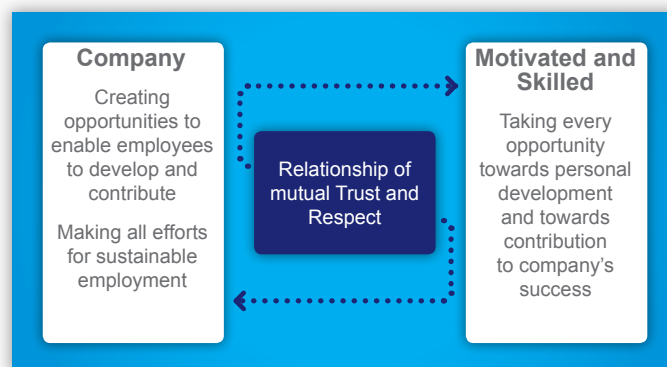 Company
Creating
opportunities to
enable employees
to develop and
contribute
Making all efforts
for sustainable
employment
Relationship of
mutual Trust and
Respect
Motivated and
Skilled
Taking every
opportunity
towards personal
development
and towards
contribution
to company’s
success